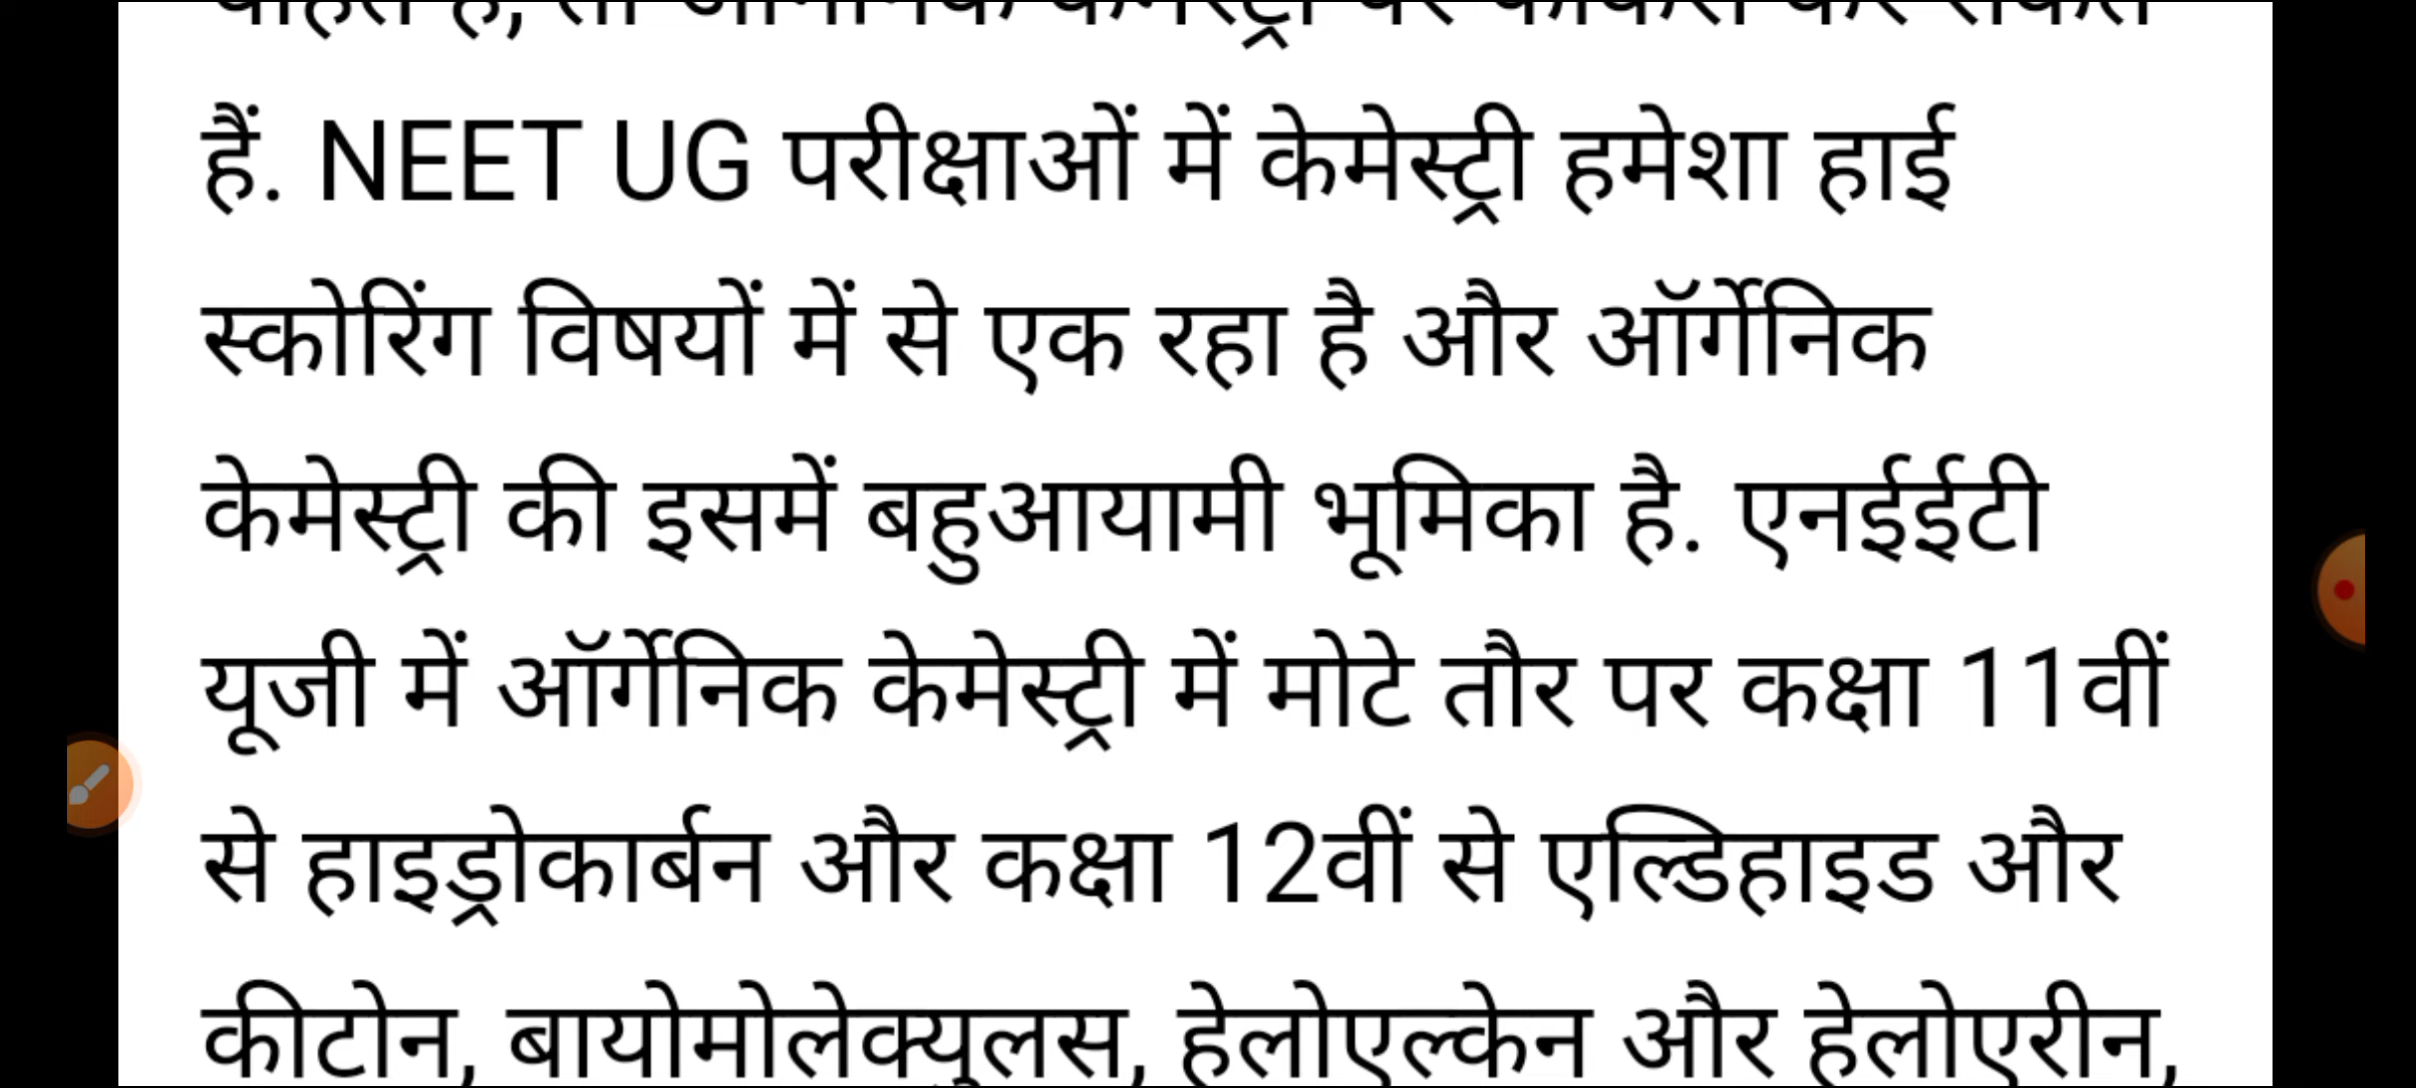 हैं. NEET UG परीक्षाओं में केमेस्ट्री हमेशा हाई
स्कोरिंग विषयों में से एक रहा है और ऑर्गेनिक
केमेस्ट्री की इसमें बहुआयामी भूमिका है. एनईईटी
यूजी में ऑर्गेनिक केमेस्ट्री में मोटे तौर पर कक्षा 11वीं
से हाइड्रोकार्बन और कक्षा 12वीं से एल्डिहाइड और
कीटोन, बायोमोलेक्युलस, हेलोएल्केन और हेलोएरीन,